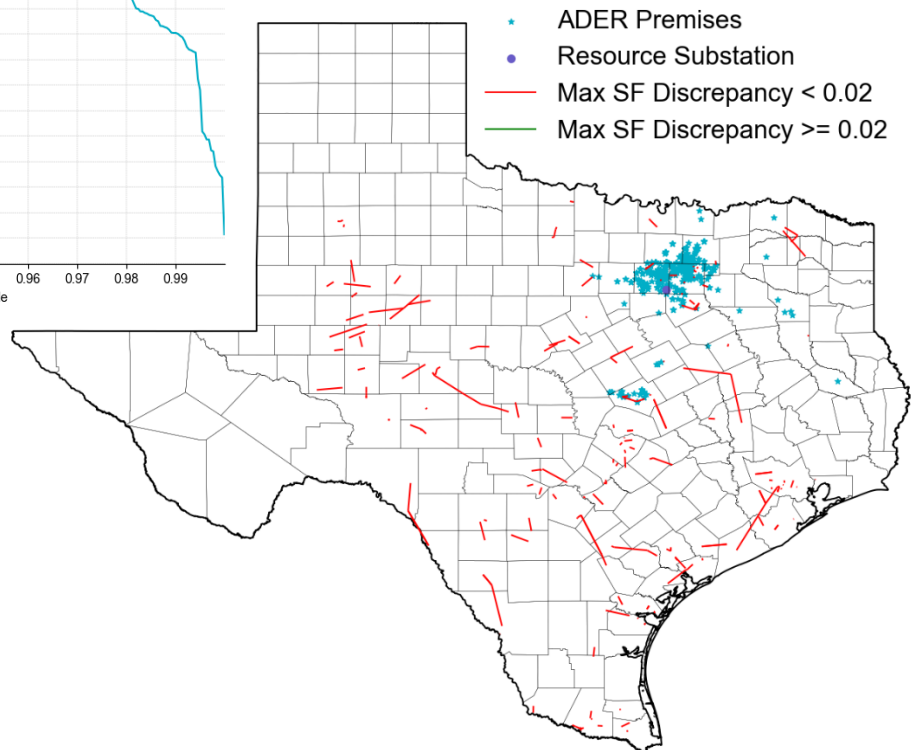 ADER Premises
Resource Substation
Max SF Discrepancy < 0.02
Max SF Discrepancy >= 0.02
0.96 0.97 0.98 0.99